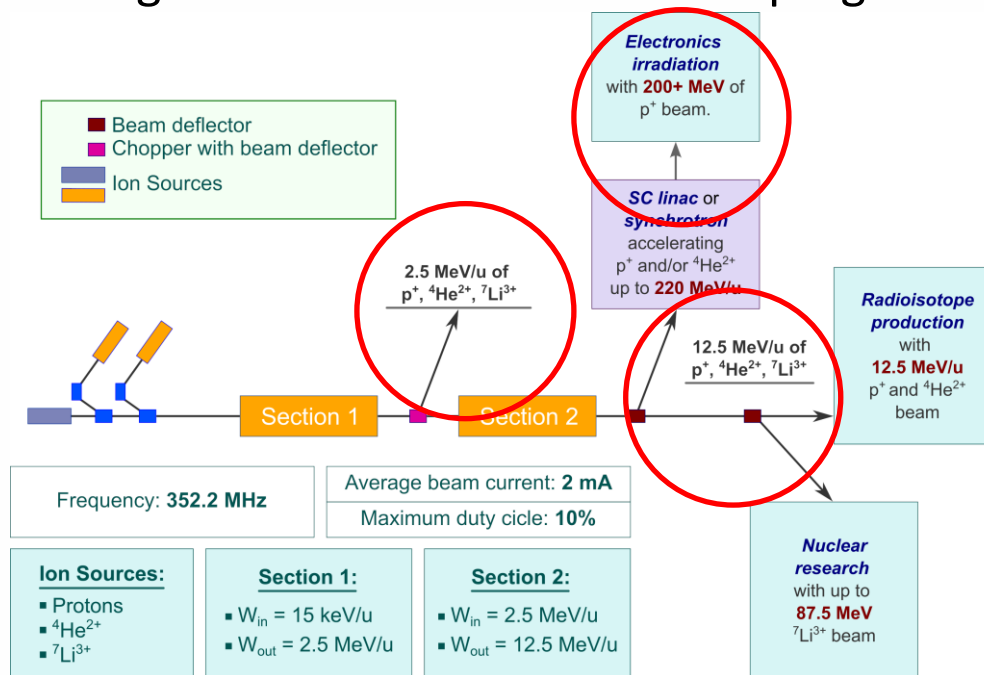 Electronics
irradiation
with 200+ MeV of
p⁺ beam.
Beam deflector
Chopper with beam deflector
Ion Sources
SC linac or
synchrotron
accelerating
p⁺ and/or ⁴He²⁺
up to 220 MeV/u
2.5 MeV/u of
p⁺, ⁴He²⁺, ⁷Li³⁺
12.5 MeV/u of
p⁺, ⁴He²⁺, ⁷Li³⁺
Radioisotope
production
with
12.5 MeV/u
p⁺ and ⁴He²⁺
beam
Section 1
Section 2
Frequency: 352.2 MHz
Average beam current: 2 mA
Maximum duty cicle: 10%
Nuclear
research
with up to
87.5 MeV
⁷Li³⁺ beam
Ion Sources:
▪ Protons
▪ ⁴He²⁺
▪ ⁷Li³⁺
Section 1:
▪ W_in = 15 keV/u
▪ W_out = 2.5 MeV/u
Section 2:
▪ W_in = 2.5 MeV/u
▪ W_out = 12.5 MeV/u